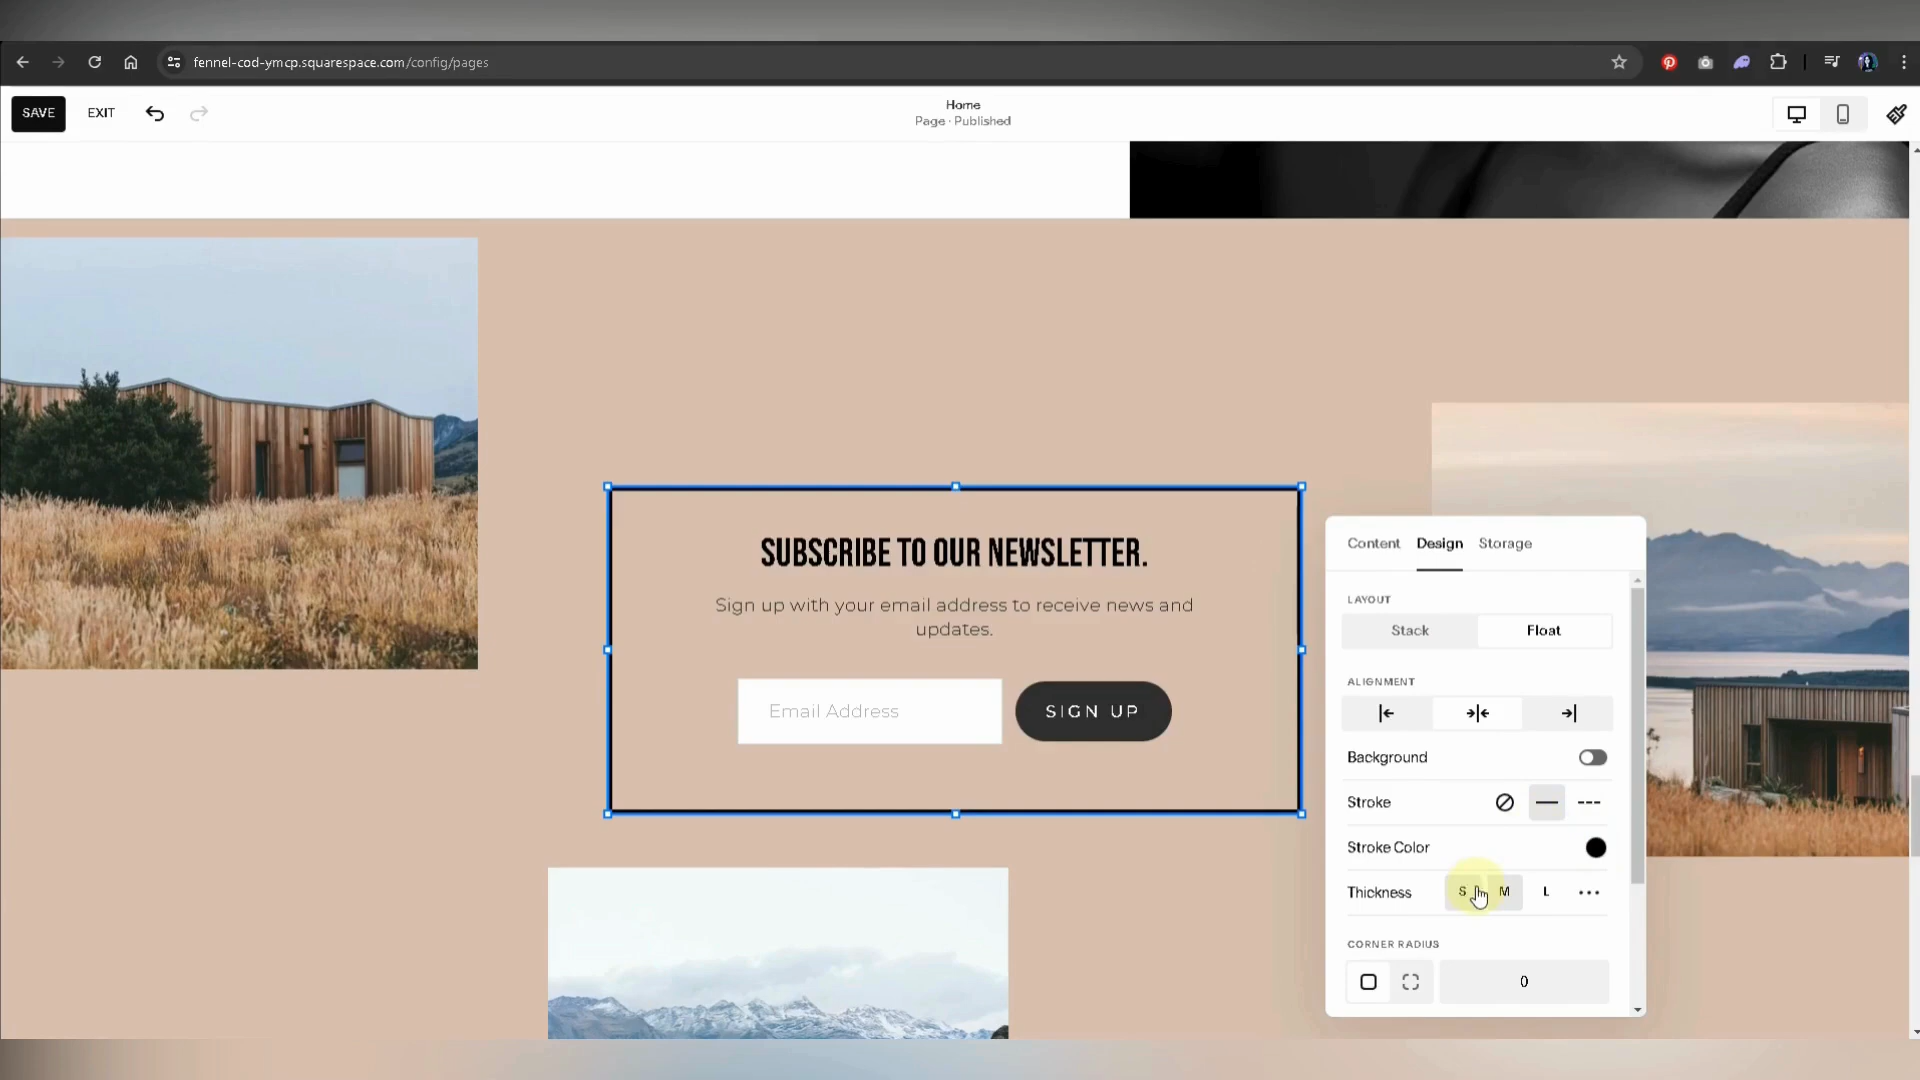 fennel-cod-ymcp.squarespace.com/config/pages
SAVE
EXIT
Home
Page · Published
SUBSCRIBE TO OUR NEWSLETTER.
Sign up with your email address to receive news and
updates.
Email Address
SIGN UP
Content
Design
Storage
LAYOUT
Stack
Float
ALIGNMENT
Background
Stroke
Stroke Color
Thickness
S
M
L
CORNER RADIUS
0